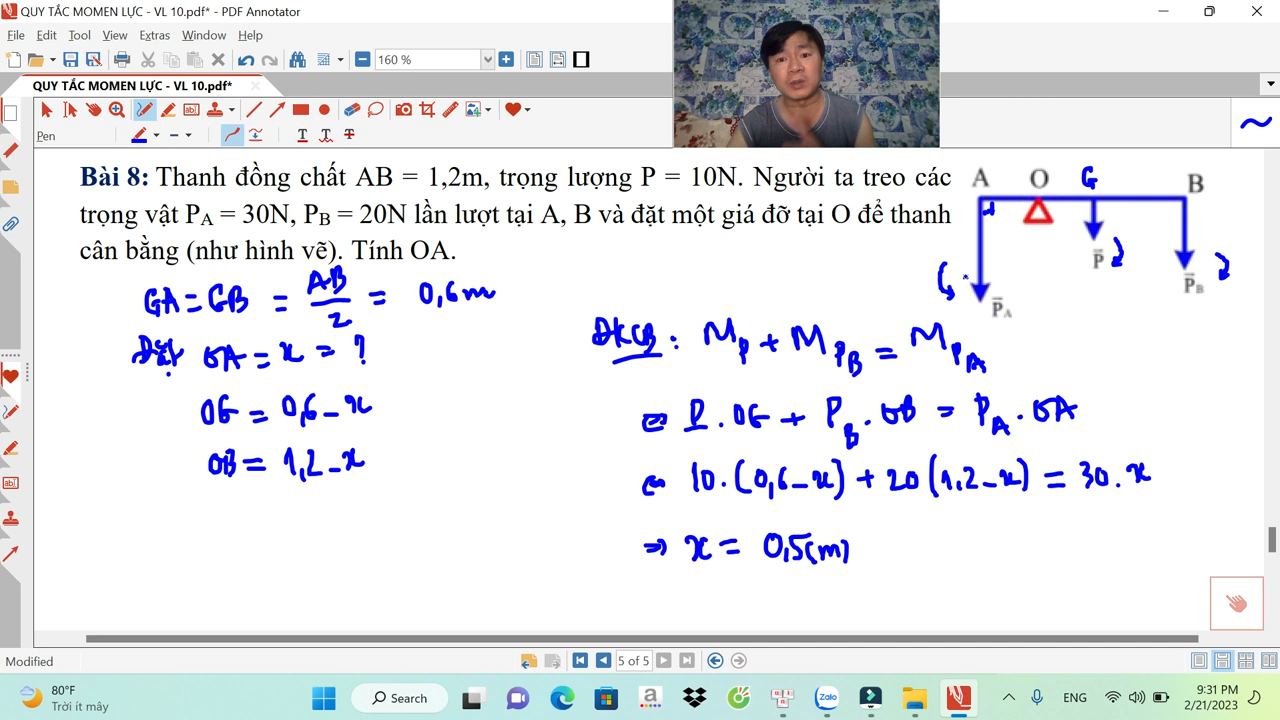 QUY TẮC MOMEN LỰC - VL 10.pdf* - PDF Annotator
File Edit Tool View Extras Window Help
160 %
QUY TẮC MOMEN LỰC - VL 10.pdf*
Pen
Bài 8: Thanh đồng chất AB = 1,2m, trọng lượng P = 10N. Người ta treo các
trọng vật PA = 30N, PB = 20N lần lượt tại A, B và đặt một giá đỡ tại O để thanh
cân bằng (như hình vẽ). Tính OA.
A O G B
P
PB
PA
GA = GB = AB/2 = 0,6m
Đặt OA = x = ?
OG = 0,6 - x
OB = 1,2 - x
ĐKCB: MP + MPB = MPA
⇔ P . OG + PB . OB = PA . OA
⇔ 10.(0,6 - x) + 20(1,2 - x) = 30.x
⇒ x = 0,5(m)
5 of 5
Modified
80°F
Trời ít mây
Search
Zalo
ENG
9:31 PM
2/21/2023